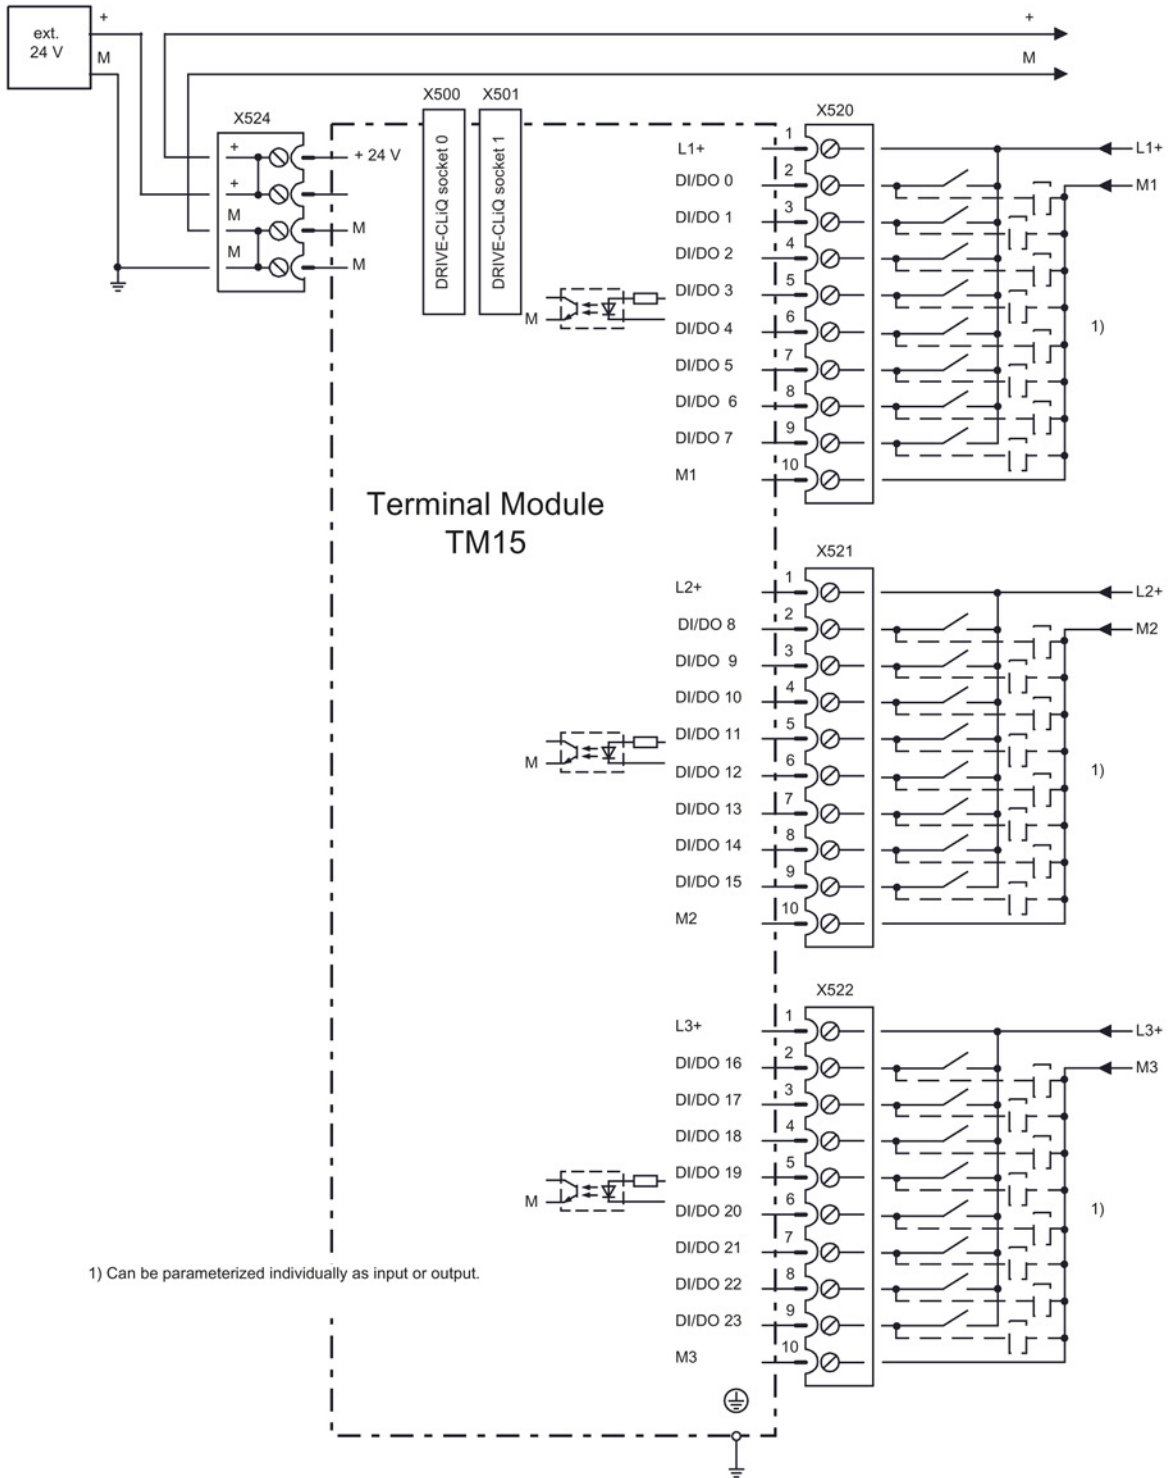 ext.
24 V
+
M
+
M
X524
+
+
M
M
+ 24 V
M
M
X500
X501
DRIVE-CLiQ socket 0
DRIVE-CLiQ socket 1
Terminal Module
TM15
X520
L1+ 1
DI/DO 0 2
DI/DO 1 3
DI/DO 2 4
DI/DO 3 5
DI/DO 4 6
DI/DO 5 7
DI/DO 6 8
DI/DO 7 9
M1 10
M
L1+
M1
1)
X521
L2+ 1
DI/DO 8 2
DI/DO 9 3
DI/DO 10 4
DI/DO 11 5
DI/DO 12 6
DI/DO 13 7
DI/DO 14 8
DI/DO 15 9
M2 10
M
L2+
M2
1)
X522
L3+ 1
DI/DO 16 2
DI/DO 17 3
DI/DO 18 4
DI/DO 19 5
DI/DO 20 6
DI/DO 21 7
DI/DO 22 8
DI/DO 23 9
M3 10
M
L3+
M3
1)
1) Can be parameterized individually as input or output.